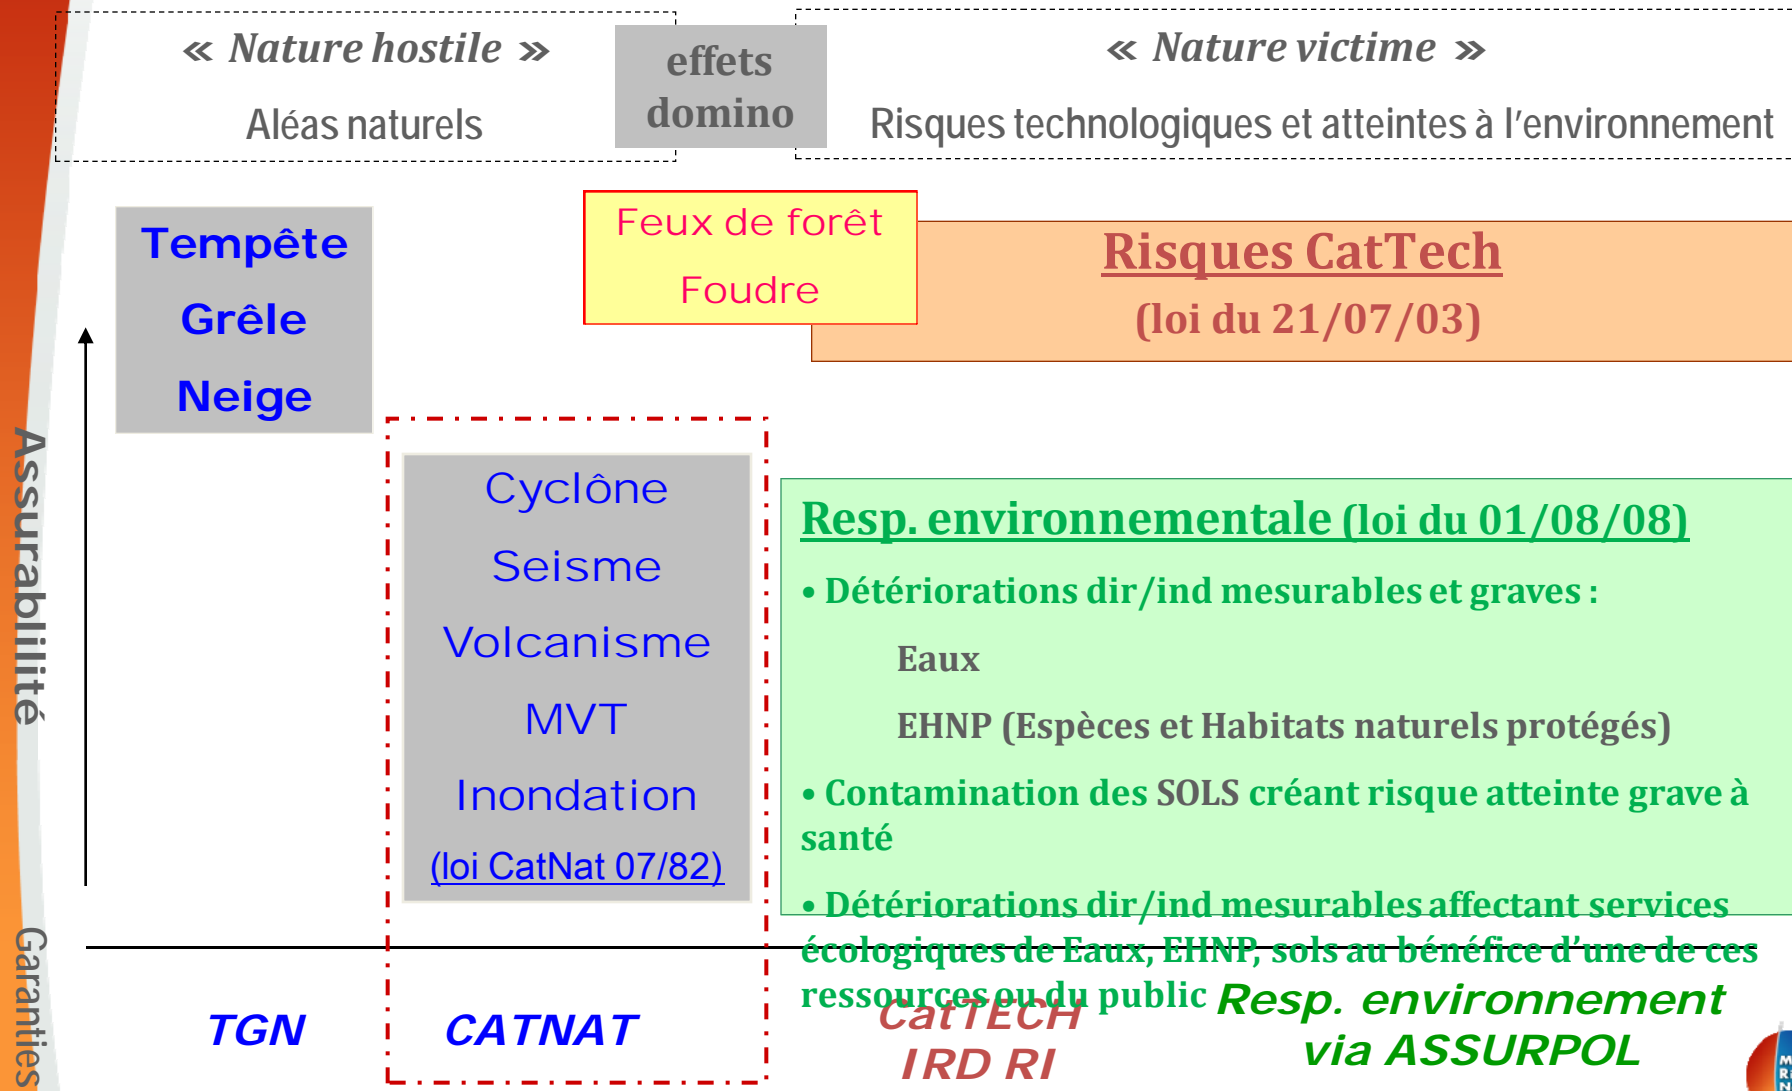 « Nature hostile »
Aléas naturels
effets
domino
« Nature victime »
Risques technologiques et atteintes à l'environnement
Tempête
Grêle
Neige
Feux de forêt
Foudre
Risques CatTech
(loi du 21/07/03)
Cyclône
Seisme
Volcanisme
MVT
Inondation
(loi CatNat 07/82)
Resp. environnementale (loi du 01/08/08)
• Détériorations dir/ind mesurables et graves :
Eaux
EHNP (Espèces et Habitats naturels protégés)
• Contamination des SOLS créant risque atteinte grave à
santé
• Détériorations dir/ind mesurables affectant services
écologiques de Eaux, EHNP, sols au bénéfice d'une de ces
ressources ou du public
Assurablilité
Garanties
TGN
CATNAT
CatTECH
IRD RI
Resp. environnement
via ASSURPOL